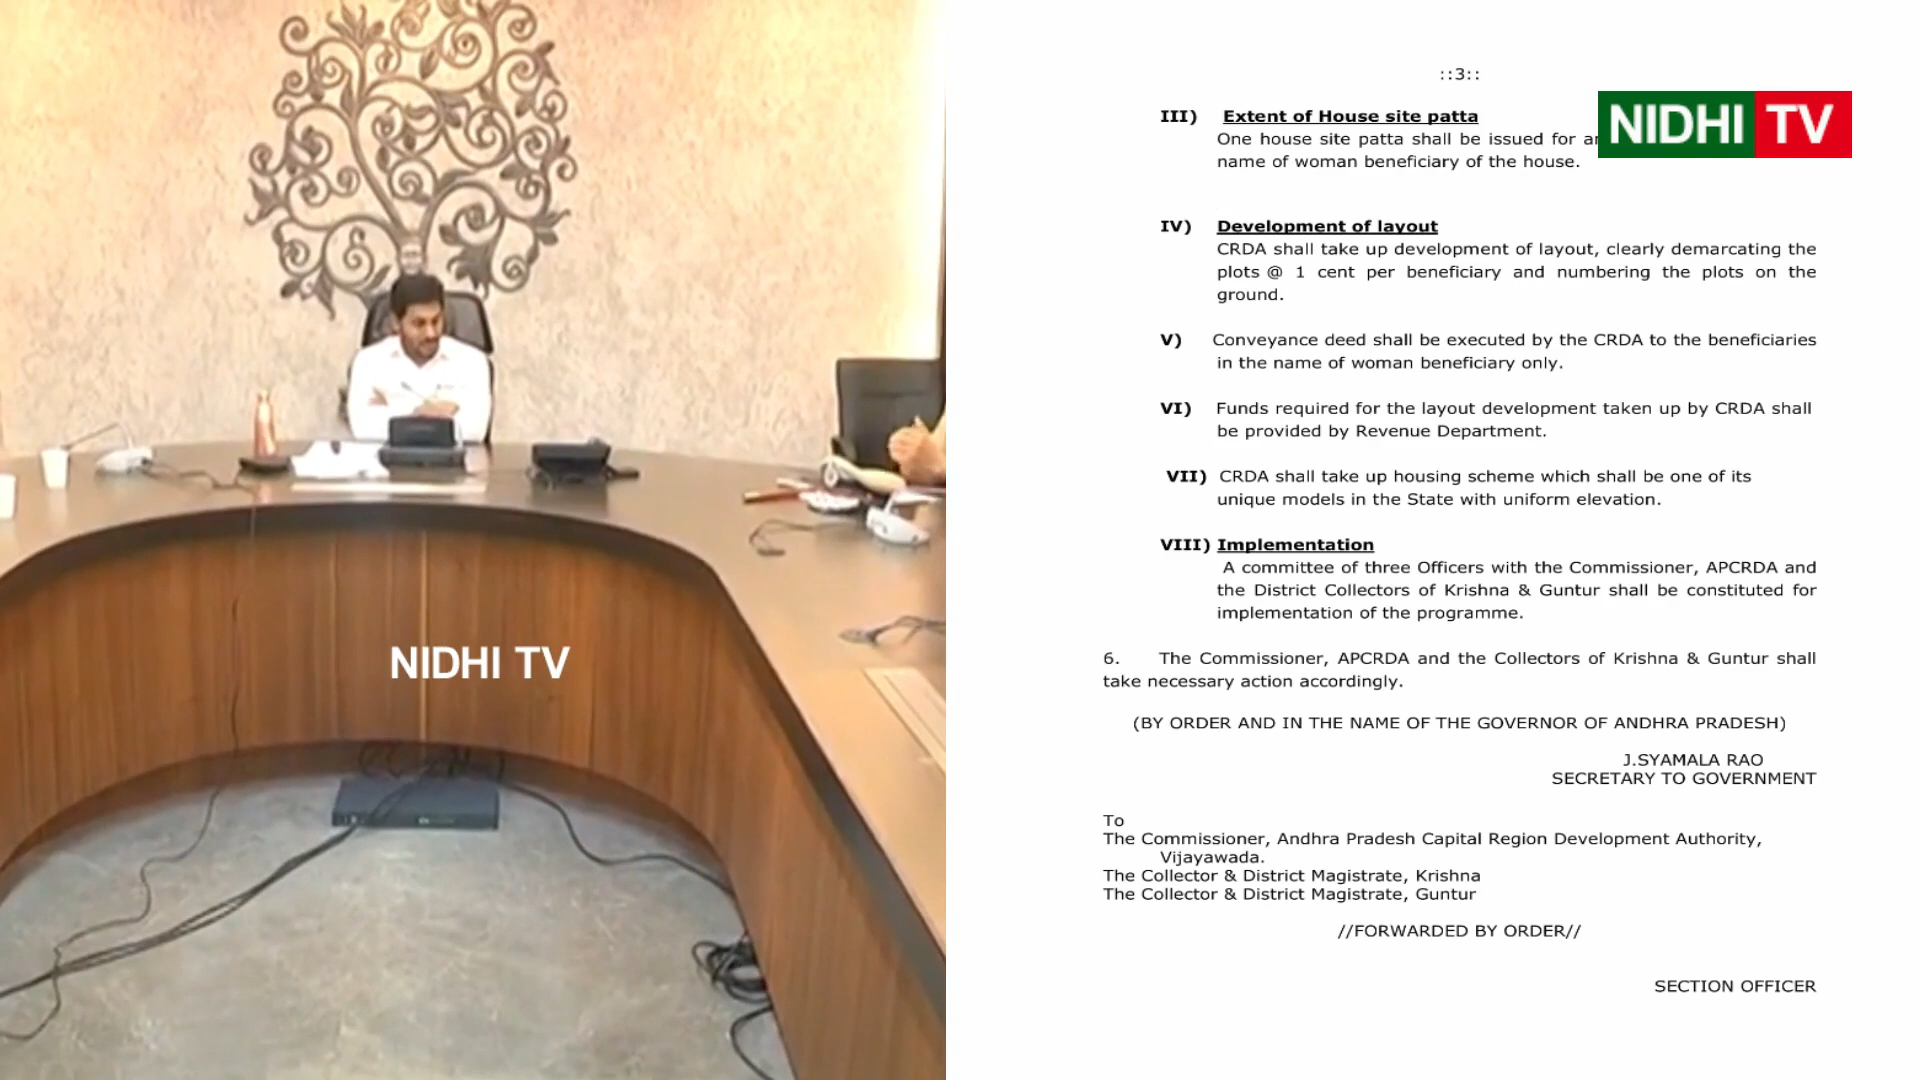 NIDHI TV
::3::
NIDHI TV
III) Extent of House site patta
One house site patta shall be issued for
name of woman beneficiary of the house.
IV) Development of layout
CRDA shall take up development of layout, clearly demarcating the
plots @ 1 cent per beneficiary and numbering the plots on the
ground.
V) Conveyance deed shall be executed by the CRDA to the beneficiaries
in the name of woman beneficiary only.
VI) Funds required for the layout development taken up by CRDA shall
be provided by Revenue Department.
VII) CRDA shall take up housing scheme which shall be one of its
unique models in the State with uniform elevation.
VIII) Implementation
A committee of three Officers with the Commissioner, APCRDA and
the District Collectors of Krishna & Guntur shall be constituted for
implementation of the programme.
6. The Commissioner, APCRDA and the Collectors of Krishna & Guntur shall
take necessary action accordingly.
(BY ORDER AND IN THE NAME OF THE GOVERNOR OF ANDHRA PRADESH)
J.SYAMALA RAO
SECRETARY TO GOVERNMENT
To
The Commissioner, Andhra Pradesh Capital Region Development Authority,
Vijayawada.
The Collector & District Magistrate, Krishna
The Collector & District Magistrate, Guntur
//FORWARDED BY ORDER//
SECTION OFFICER